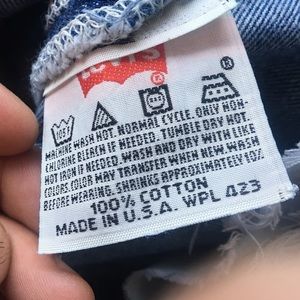 LEVI'S
105F
MACHINE WASH HOT. NORMAL CYCLE. ONLY NON-
CHLORINE BLEACH IF NEEDED. TUMBLE DRY HOT.
HOT IRON IF NEEDED. WASH AND DRY WITH LIKE
COLORS. COLOR MAY TRANSFER WHEN NEW. WASH
BEFORE WEARING. SHRINKS APPROXIMATELY 10%
100% COTTON
MADE IN U.S.A. WPL 423